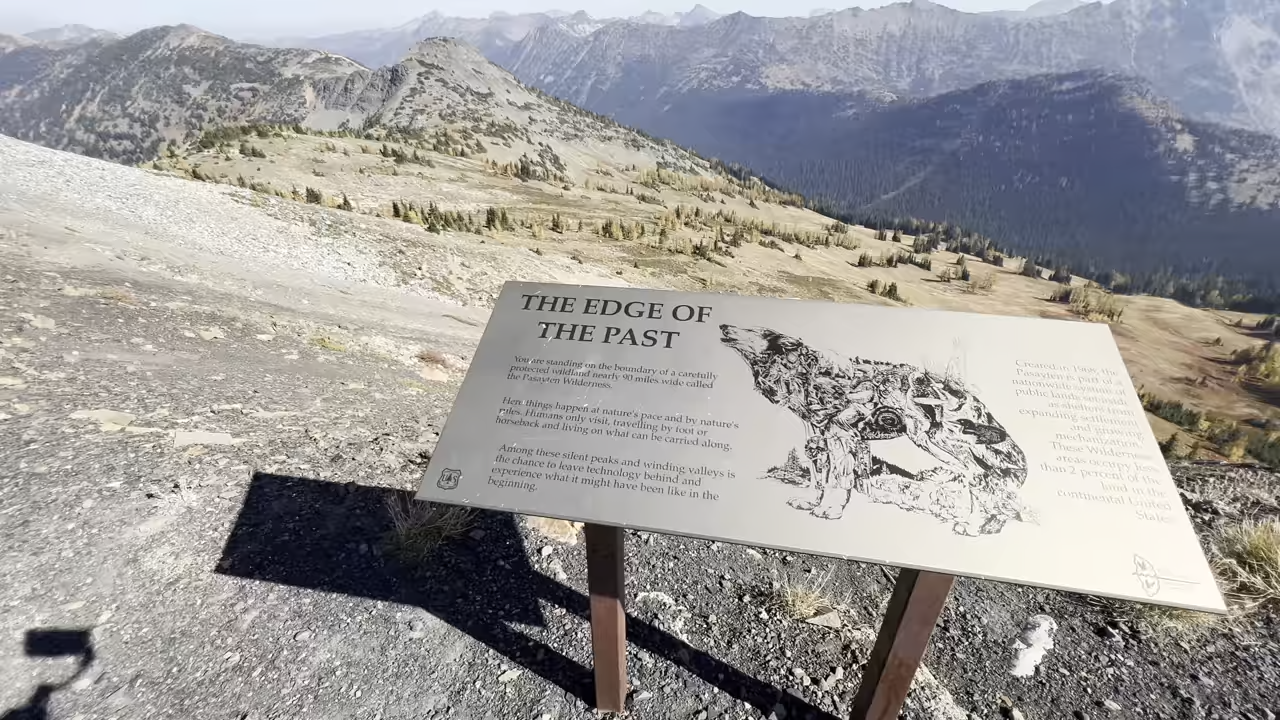 THE EDGE OF
THE PAST
You are standing on the boundary of a carefully
protected wildland nearly 90 miles wide called
the Pasayten Wilderness.
Here things happen at nature's pace and by nature's
rules. Humans only visit, travelling by foot or
horseback and living on what can be carried along.
Among these silent peaks and winding valleys is
the chance to leave technology behind and
experience what it might have been like in the
beginning.
Created in 1968, the
Pasayten is part of a
nationwide system of
public lands set aside
as shelters from
expanding settlement
and growing
mechanization.
These Wilderness
areas occupy less
than 2 percent of the
land in the
continental United
States.